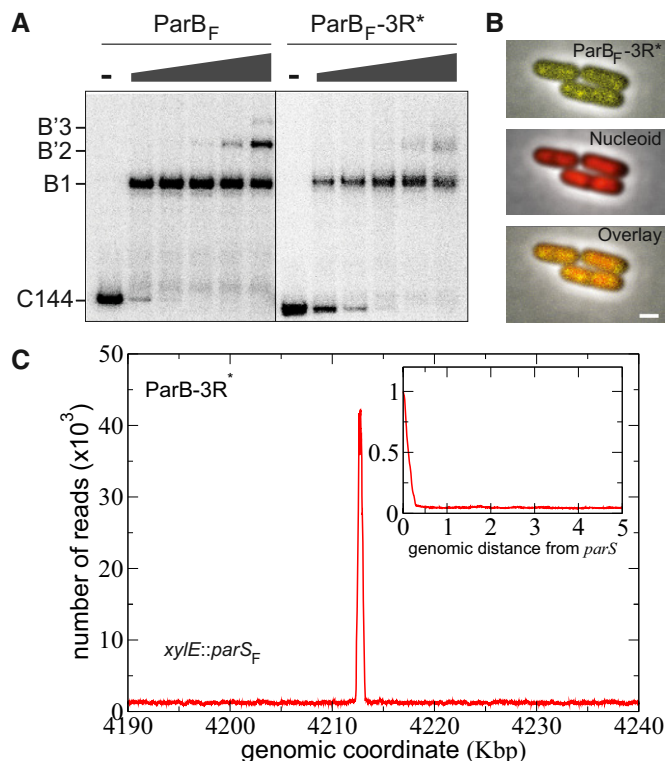 A
ParB_F
ParB_F-3R*
-
-
B'3
B'2
B1
C144
B
ParB_F-3R*
Nucleoid
Overlay
C
ParB-3R*
xylE::parS_F
number of reads (x10³)
50
40
30
20
10
0
4190
4200
4210
4220
4230
4240
genomic coordinate (Kbp)
1
0.5
0
0
1
2
3
4
5
genomic distance from parS